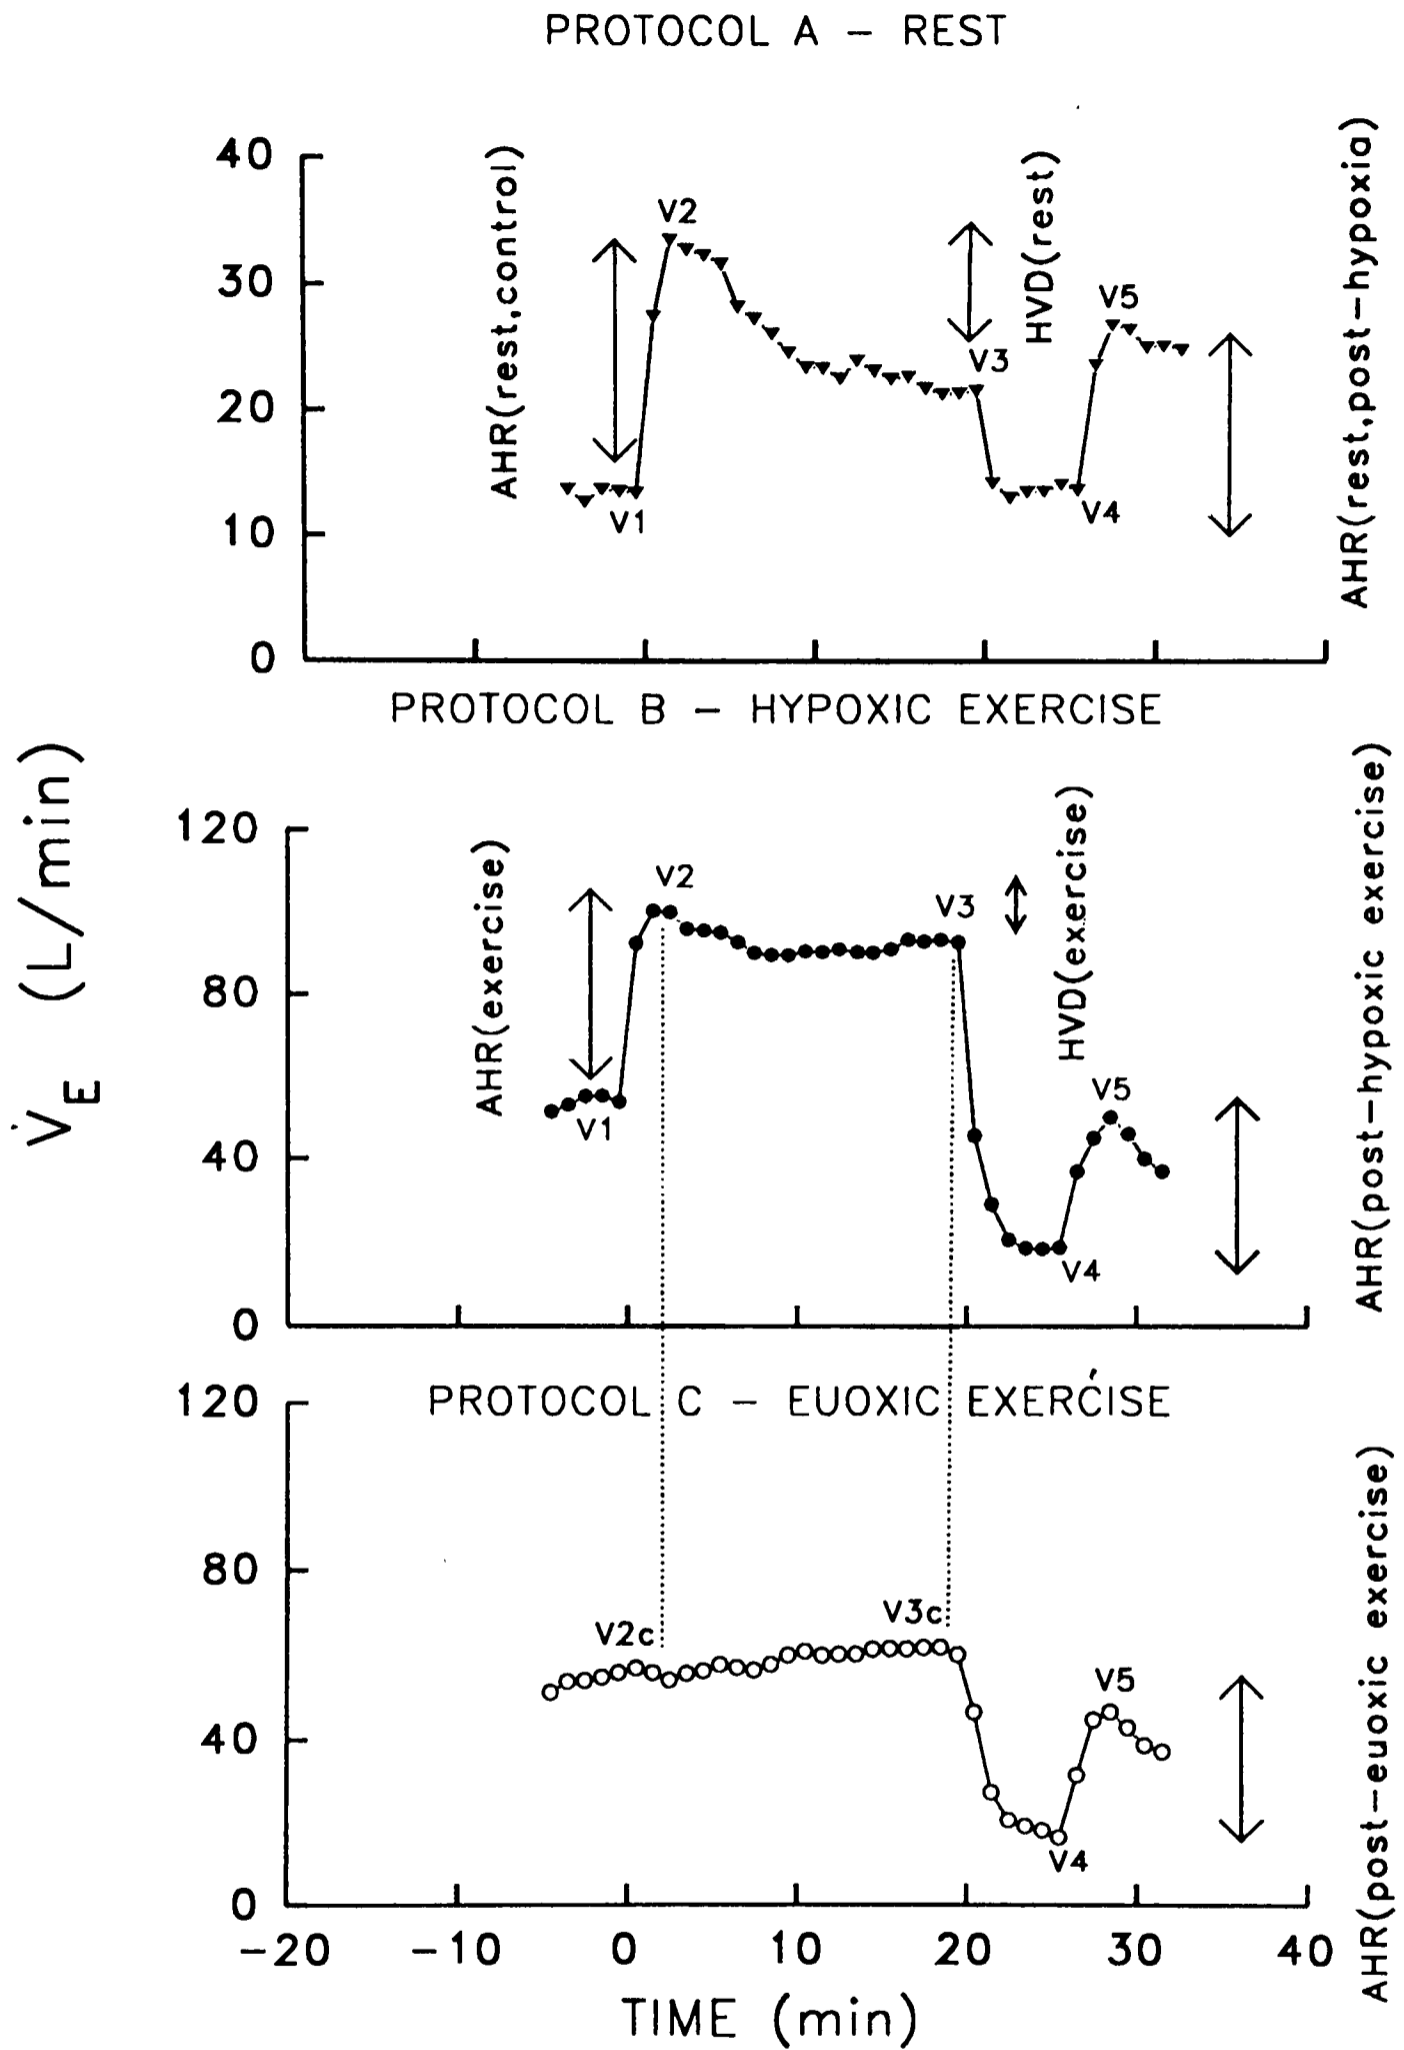 PROTOCOL A – REST
40
30
20
10
0
AHR(rest,control)
V2
V1
HVD(rest)
V3
V5
V4
AHR(rest,post–hypoxia)
PROTOCOL B – HYPOXIC EXERCISE
V̇E (L/min)
120
80
40
0
AHR(exercise)
V2
V1
V3
HVD(exercise)
V5
V4
AHR(post–hypoxic exercise)
PROTOCOL C – EUOXIC EXERCISE
120
80
40
0
V2c
V3c
V5
V4
AHR(post–euoxic exercise)
–20 –10 0 10 20 30 40
TIME (min)